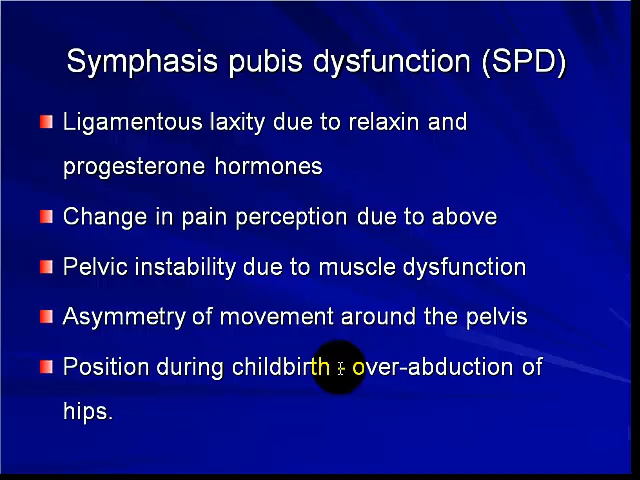 Symphasis pubis dysfunction (SPD)
Ligamentous laxity due to relaxin and
progesterone hormones
Change in pain perception due to above
Pelvic instability due to muscle dysfunction
Asymmetry of movement around the pelvis
Position during childbirth - over-abduction of
hips.